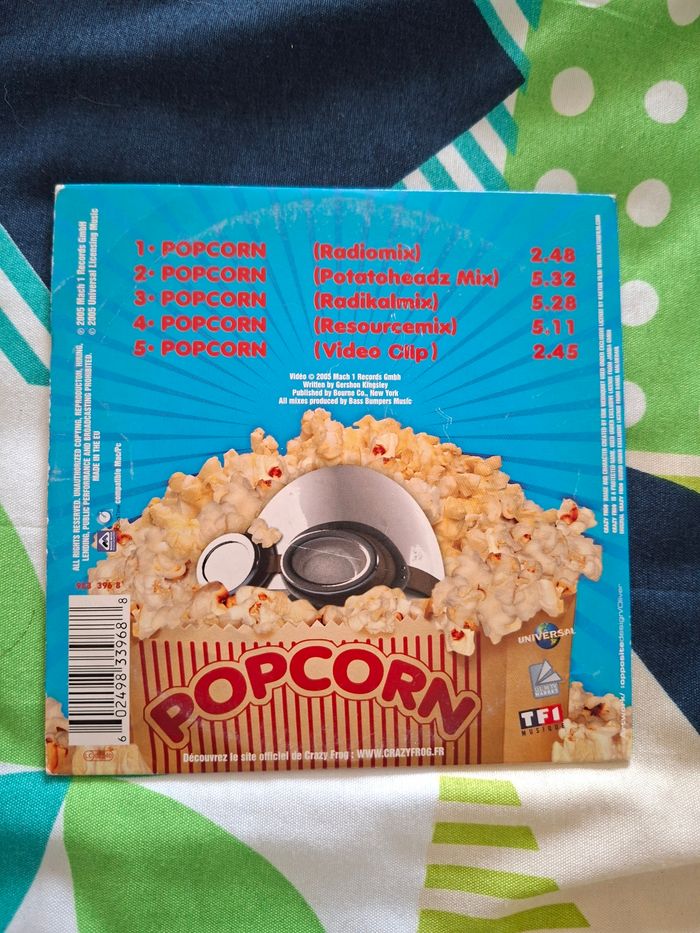 1• POPCORN (Radiomix) 2.48
2• POPCORN (Potatoheadz Mix) 5.32
3• POPCORN (Radikalmix) 5.28
4• POPCORN (Resourcemix) 5.11
5• POPCORN (Video Clip) 2.45
Vidéo © 2005 Mach 1 Records Gmbh
Written by Gershon Kingsley
Published by Bourne Co., New York
All mixes produced by Bass Bumpers Music
℗ 2005 Mach 1 Records GmbH
© 2005 Universal Licensing Music
ALL RIGHTS RESERVED. UNAUTHORIZED COPYING, REPRODUCTION, HIRING,
LENDING, PUBLIC PERFORMANCE AND BROADCASTING PROHIBITED.
MADE IN THE EU
compatible Mac/Pc
983 396 8
6 02498 33968 8
POPCORN
Découvrez le site officiel de Crazy Frog : WWW.CRAZYFROG.FR
UNIVERSAL
TF1
MUSIQUE